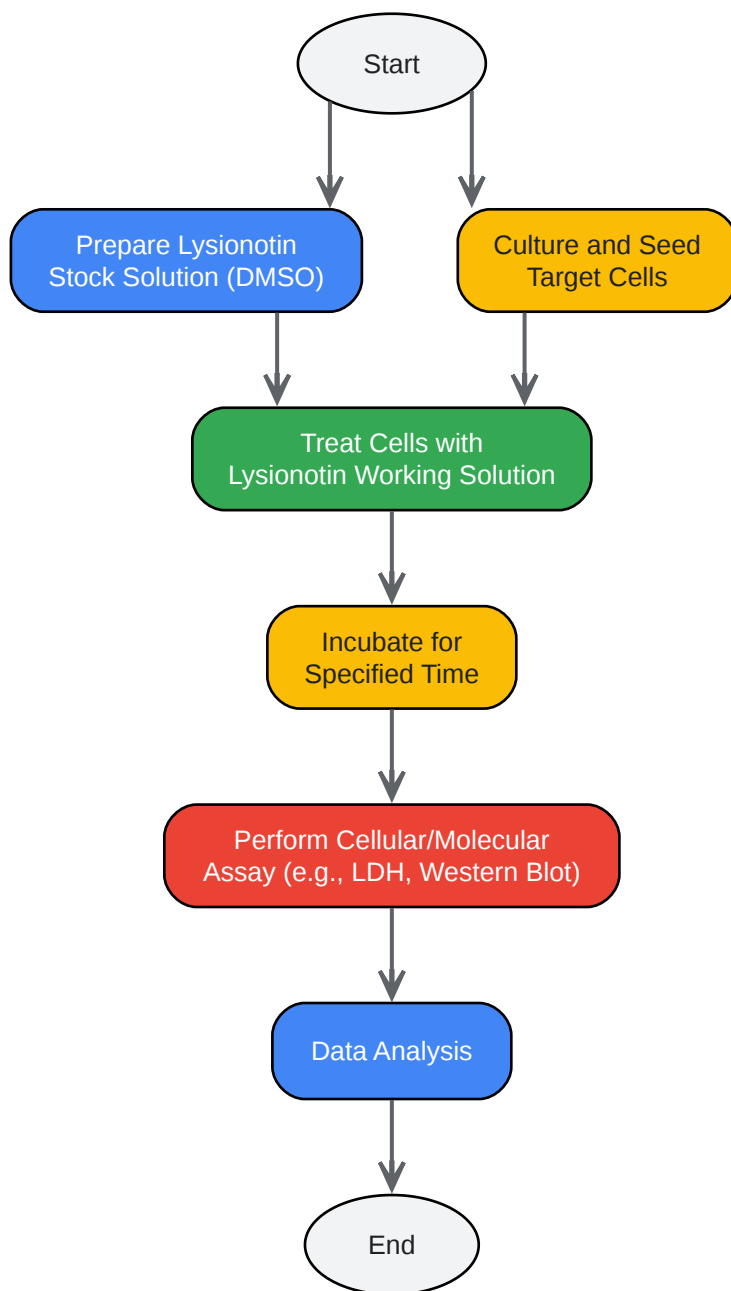 Start
Prepare Lysionotin
Stock Solution (DMSO)
Culture and Seed
Target Cells
Treat Cells with
Lysionotin Working Solution
Incubate for
Specified Time
Perform Cellular/Molecular
Assay (e.g., LDH, Western Blot)
Data Analysis
End